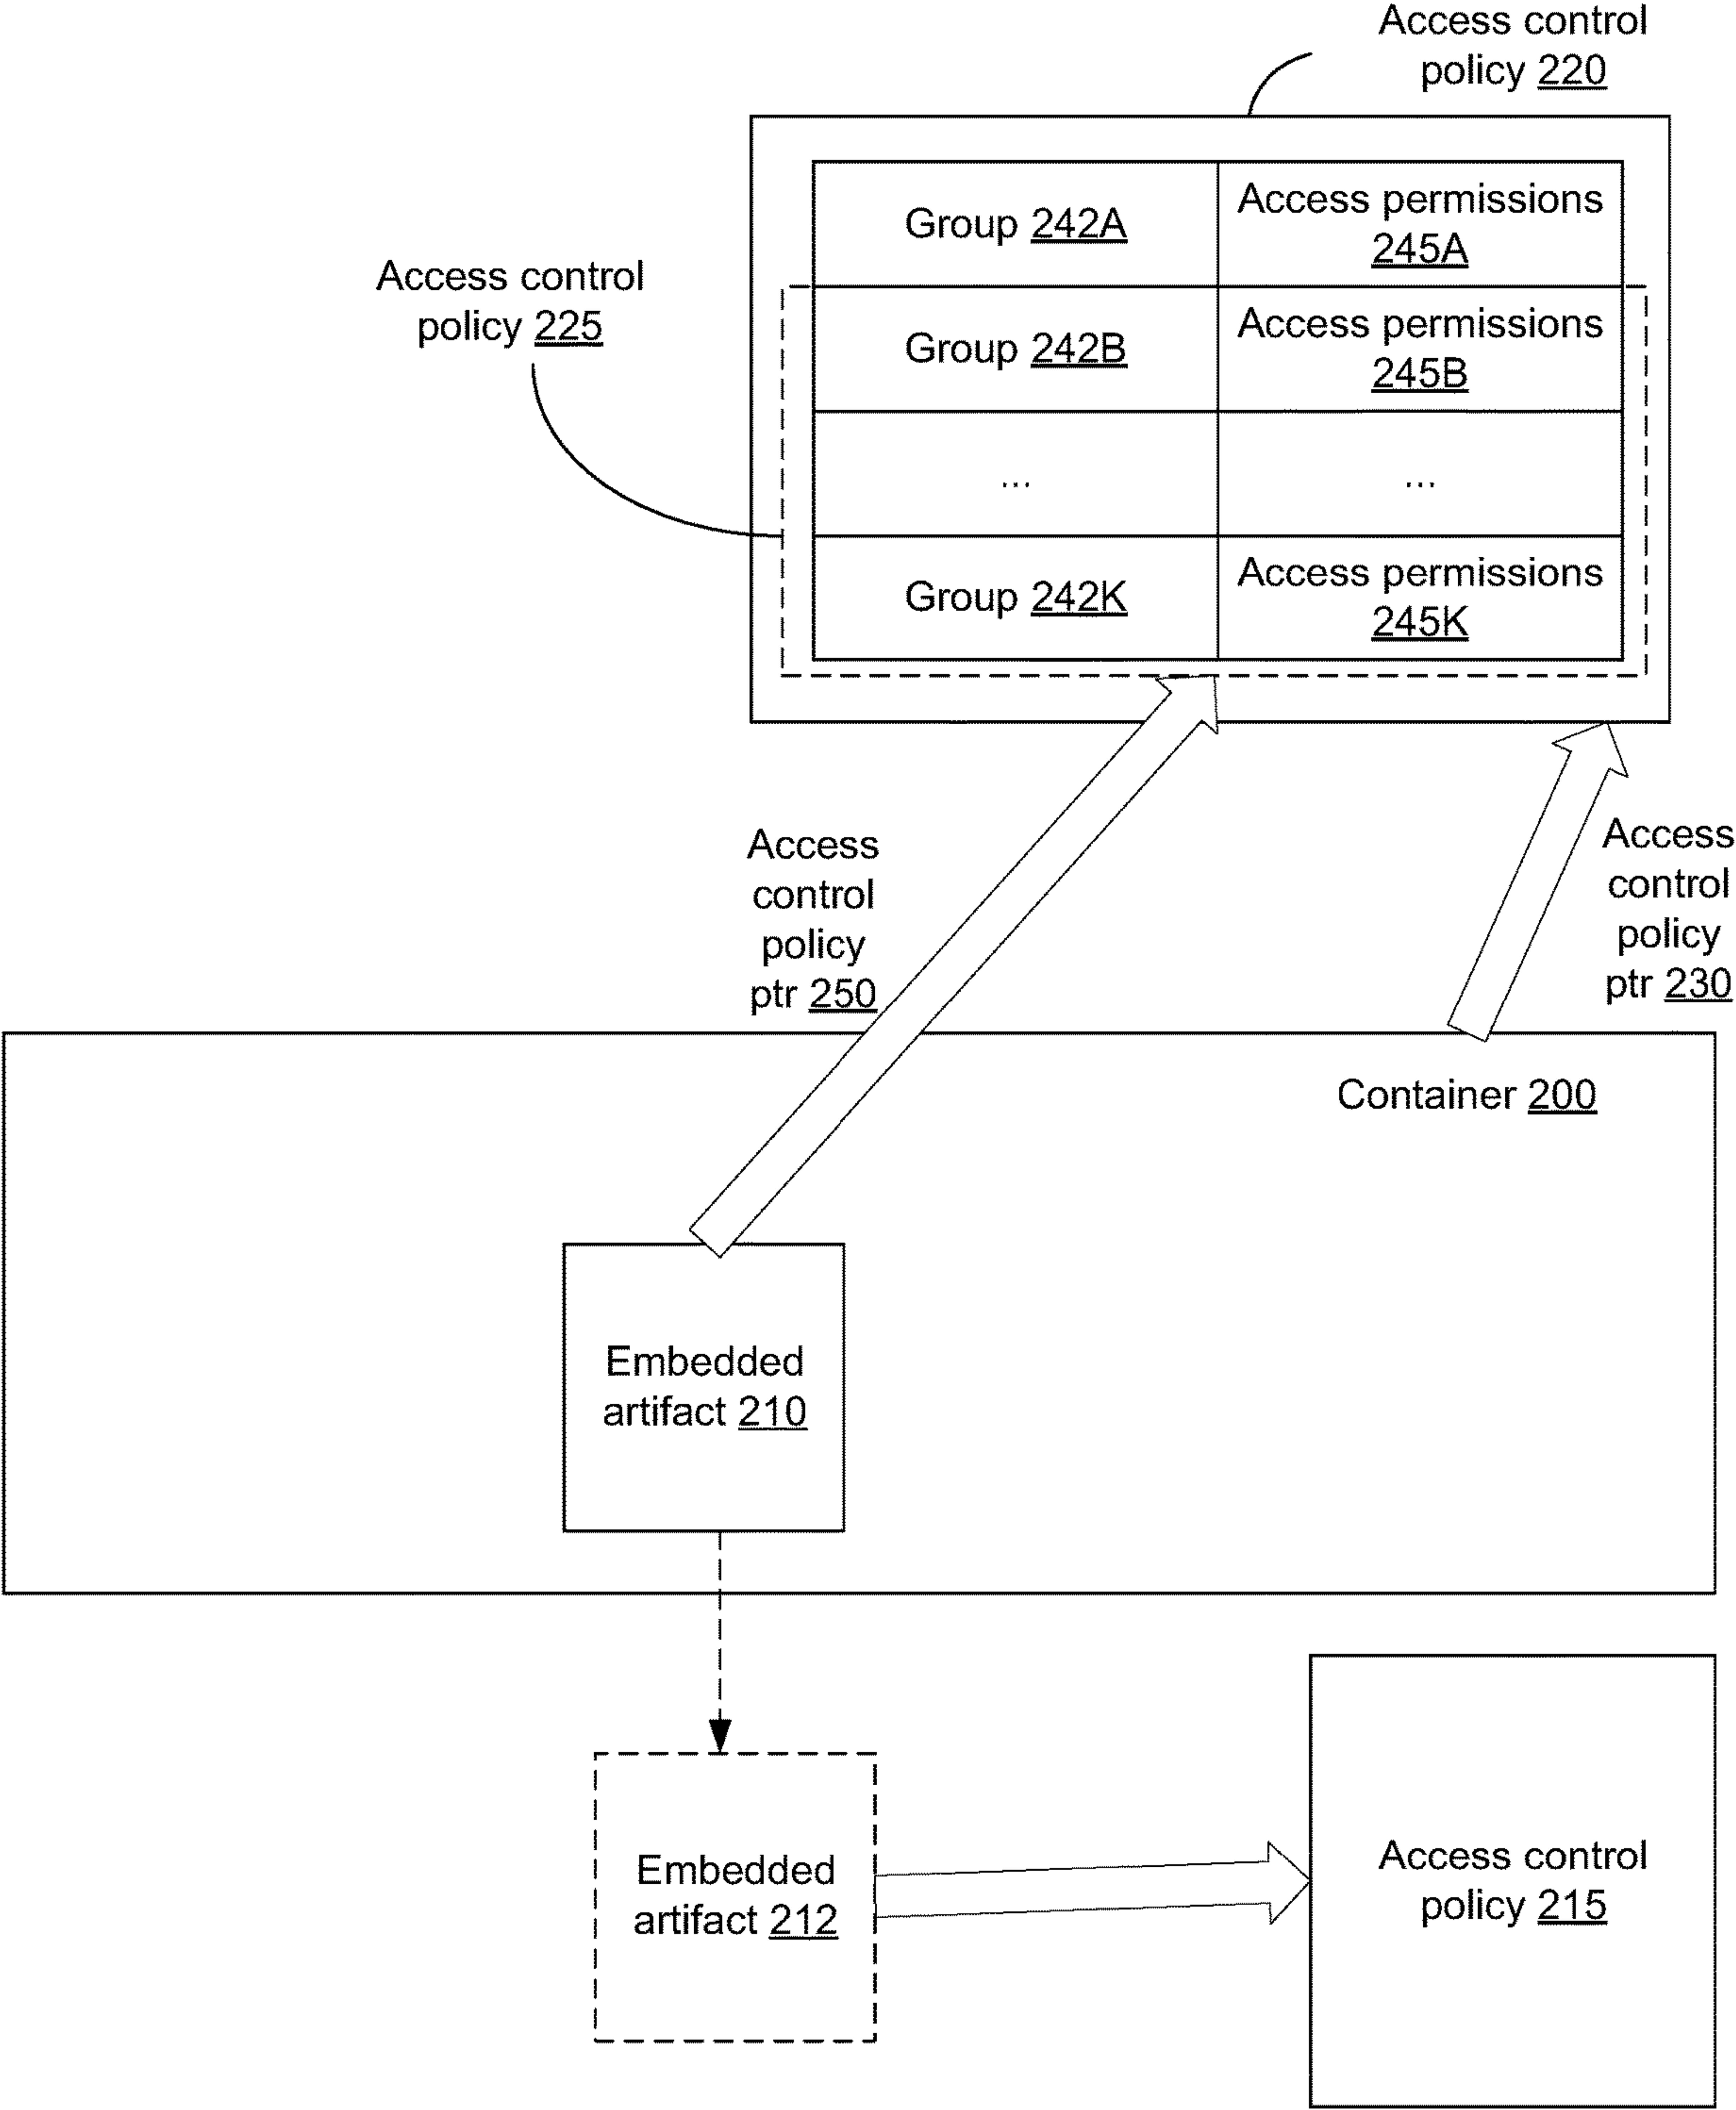 Access control
policy 220
Group 242A
Access permissions
245A
Access control
policy 225
Group 242B
Access permissions
245B
...
...
Group 242K
Access permissions
245K
Access
control
policy
ptr 250
Access
control
policy
ptr 230
Container 200
Embedded
artifact 210
Embedded
artifact 212
Access control
policy 215